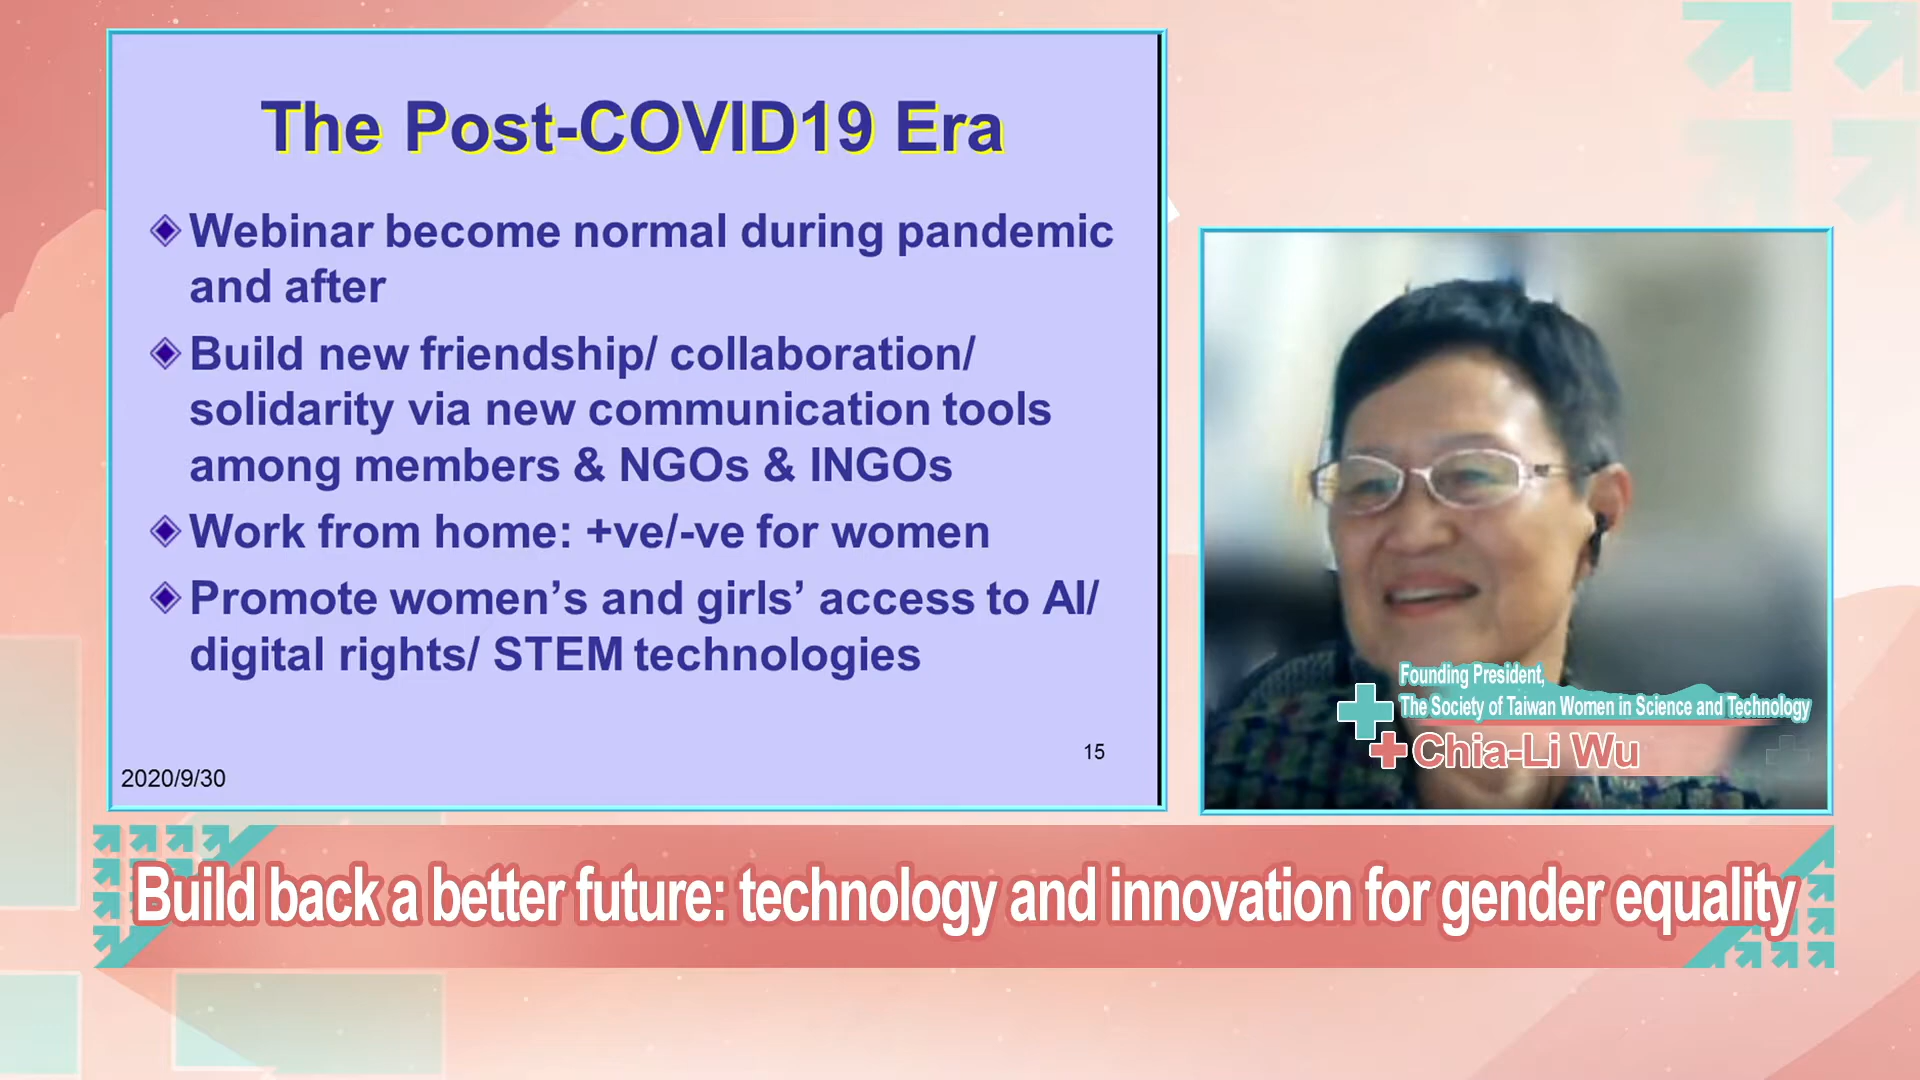 The Post-COVID19 Era
Webinar become normal during pandemic
and after
Build new friendship/ collaboration/
solidarity via new communication tools
among members & NGOs & INGOs
Work from home: +ve/-ve for women
Promote women’s and girls’ access to AI/
digital rights/ STEM technologies
15
2020/9/30
Founding President,
The Society of Taiwan Women in Science and Technology
Chia-Li Wu
Build back a better future: technology and innovation for gender equality